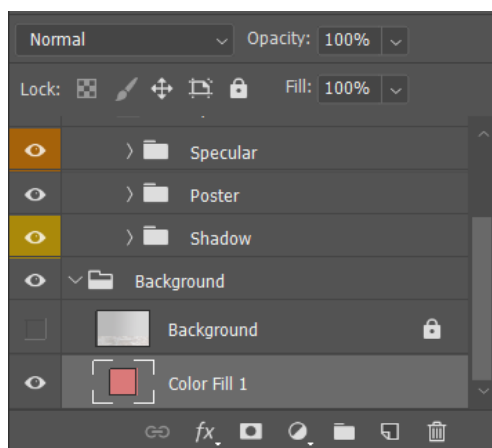 Normal Opacity: 100%
Lock: Fill: 100%
Specular
Poster
Shadow
Background
Background
Color Fill 1
fx